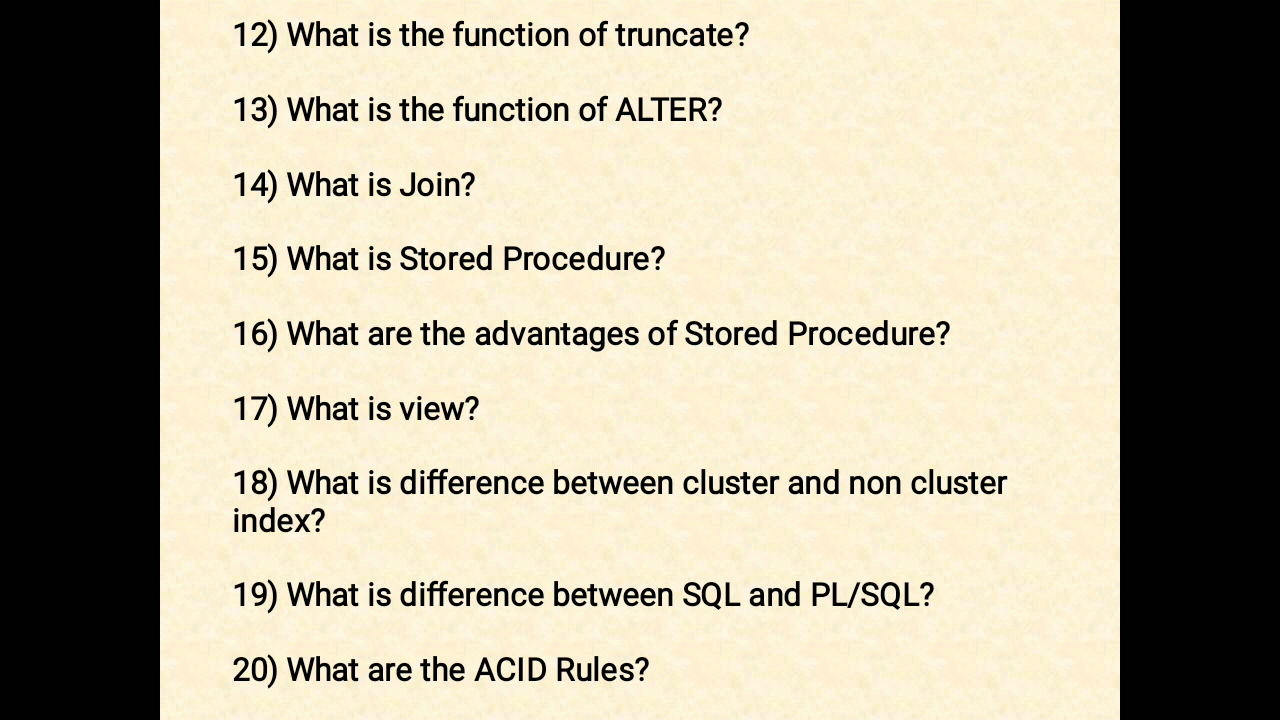 12) What is the function of truncate?
13) What is the function of ALTER?
14) What is Join?
15) What is Stored Procedure?
16) What are the advantages of Stored Procedure?
17) What is view?
18) What is difference between cluster and non cluster
index?
19) What is difference between SQL and PL/SQL?
20) What are the ACID Rules?